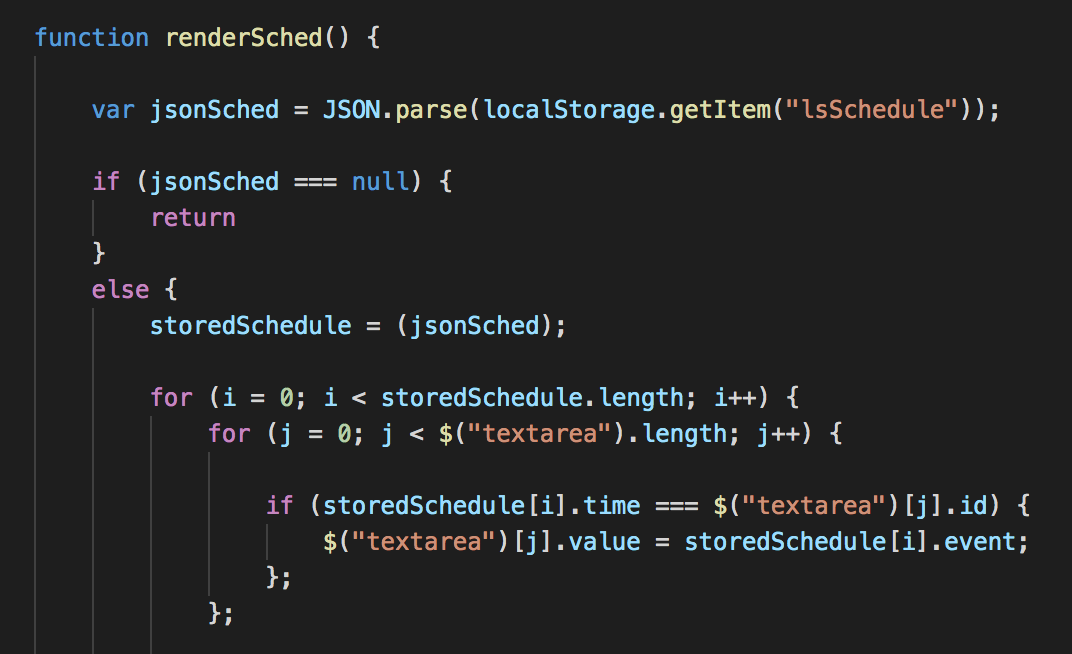 function renderSched() {
var jsonSched = JSON.parse(localStorage.getItem("lsSchedule"));
if (jsonSched === null) {
return
}
else {
storedSchedule = (jsonSched);
for (i = 0; i < storedSchedule.length; i++) {
for (j = 0; j < $("textarea").length; j++) {
if (storedSchedule[i].time === $("textarea")[j].id) {
$("textarea")[j].value = storedSchedule[i].event;
};
};